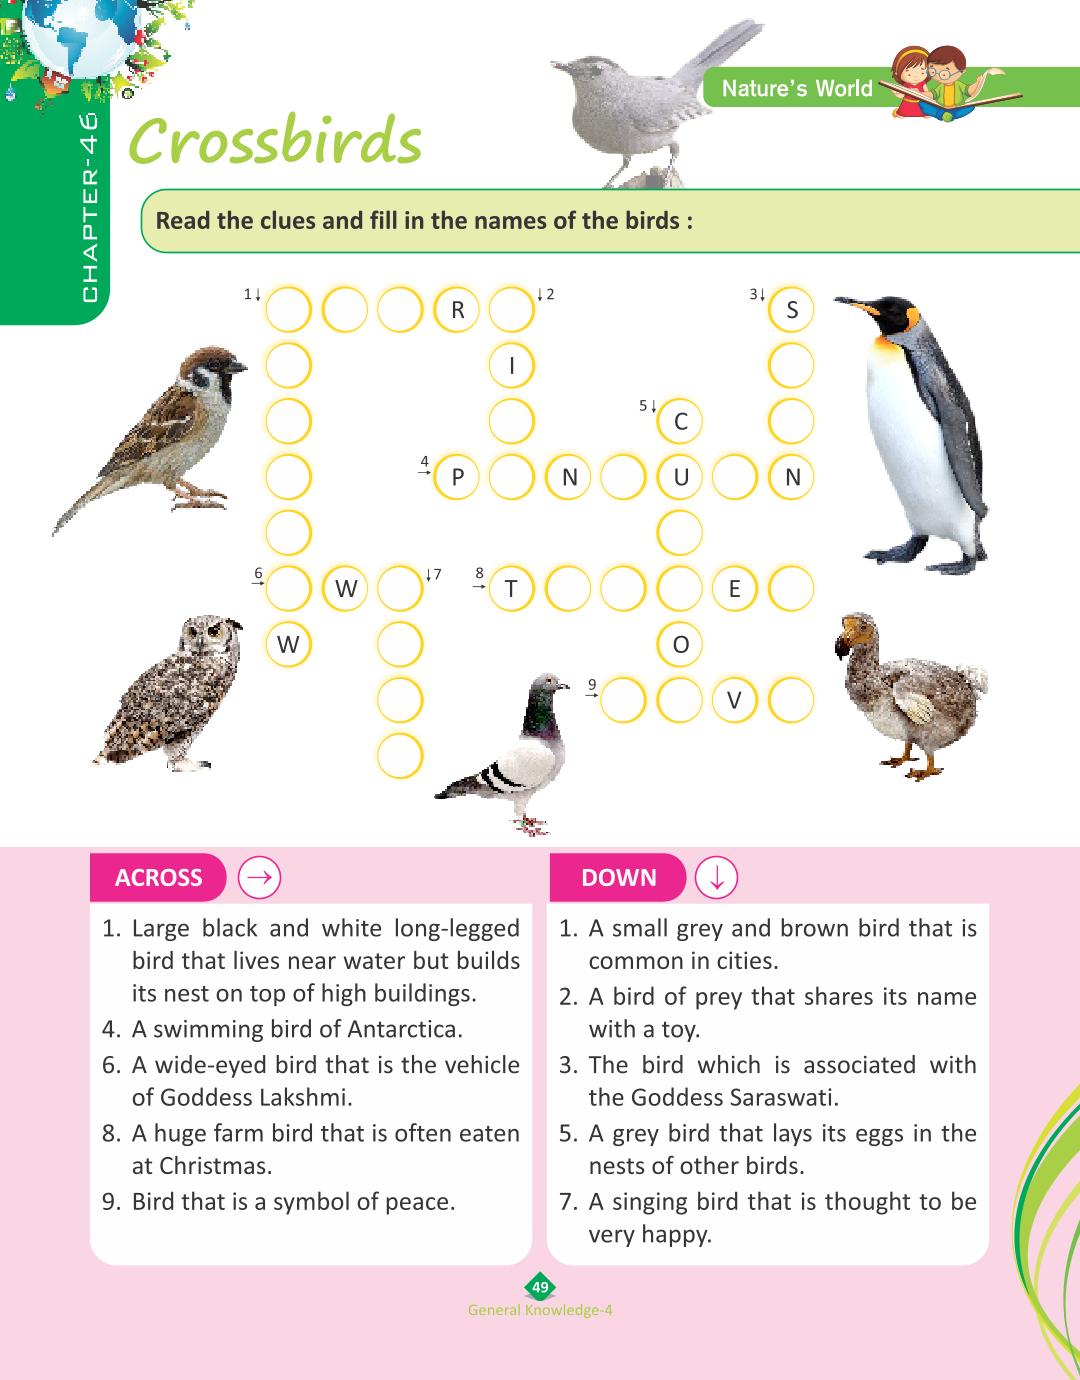 Nature's World
CHAPTER-46
Crossbirds
Read the clues and fill in the names of the birds :
1↓ R ↓2 3↓ S
I
5↓ C
4→ P N U N
6→ W ↓7 8→ T E
W O
9→ V
ACROSS →
1. Large black and white long-legged
bird that lives near water but builds
its nest on top of high buildings.
4. A swimming bird of Antarctica.
6. A wide-eyed bird that is the vehicle
of Goddess Lakshmi.
8. A huge farm bird that is often eaten
at Christmas.
9. Bird that is a symbol of peace.
DOWN ↓
1. A small grey and brown bird that is
common in cities.
2. A bird of prey that shares its name
with a toy.
3. The bird which is associated with
the Goddess Saraswati.
5. A grey bird that lays its eggs in the
nests of other birds.
7. A singing bird that is thought to be
very happy.
49
General Knowledge-4